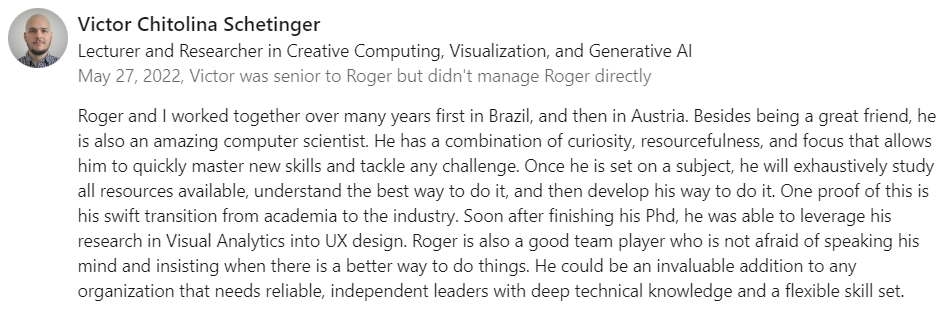 Victor Chitolina Schetinger
Lecturer and Researcher in Creative Computing, Visualization, and Generative AI
May 27, 2022, Victor was senior to Roger but didn't manage Roger directly
Roger and I worked together over many years first in Brazil, and then in Austria. Besides being a great friend, he
is also an amazing computer scientist. He has a combination of curiosity, resourcefulness, and focus that allows
him to quickly master new skills and tackle any challenge. Once he is set on a subject, he will exhaustively study
all resources available, understand the best way to do it, and then develop his way to do it. One proof of this is
his swift transition from academia to the industry. Soon after finishing his Phd, he was able to leverage his
research in Visual Analytics into UX design. Roger is also a good team player who is not afraid of speaking his
mind and insisting when there is a better way to do things. He could be an invaluable addition to any
organization that needs reliable, independent leaders with deep technical knowledge and a flexible skill set.